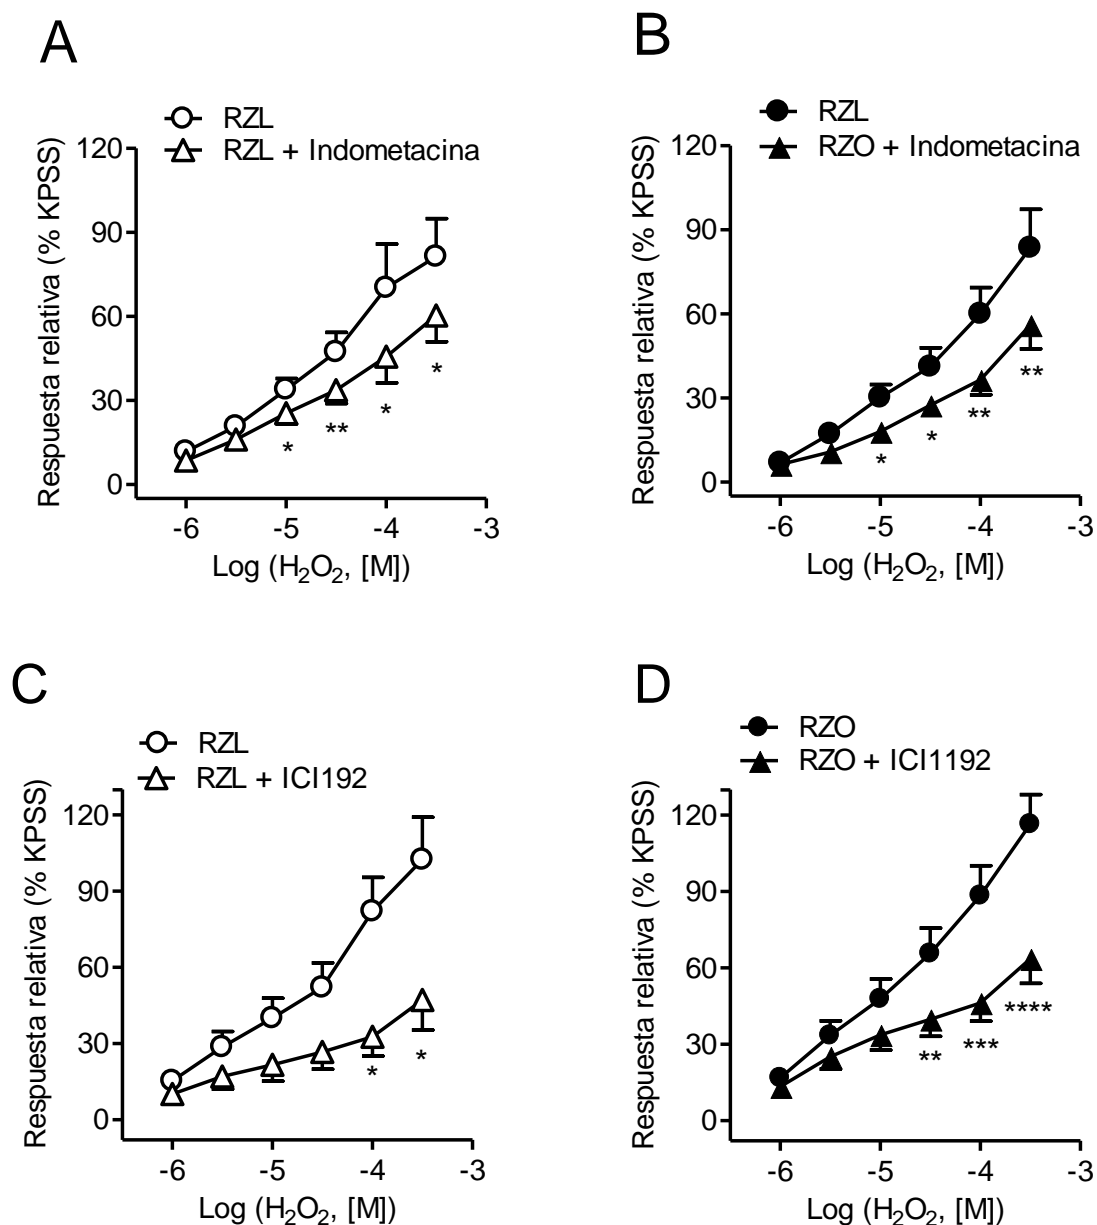 A
RZL
RZL + Indometacina
Respuesta relativa (% KPSS)
120
90
60
30
0
*
**
*
*
-6
-5
-4
-3
Log (H₂O₂, [M])
B
RZL
RZO + Indometacina
Respuesta relativa (% KPSS)
120
90
60
30
0
*
*
**
**
-6
-5
-4
-3
Log (H₂O₂, [M])
C
RZL
RZL + ICI192
Respuesta relativa (% KPSS)
120
90
60
30
0
*
*
-6
-5
-4
-3
Log (H₂O₂, [M])
D
RZO
RZO + ICI1192
Respuesta relativa (% KPSS)
120
90
60
30
0
**
***
****
-6
-5
-4
-3
Log (H₂O₂, [M])